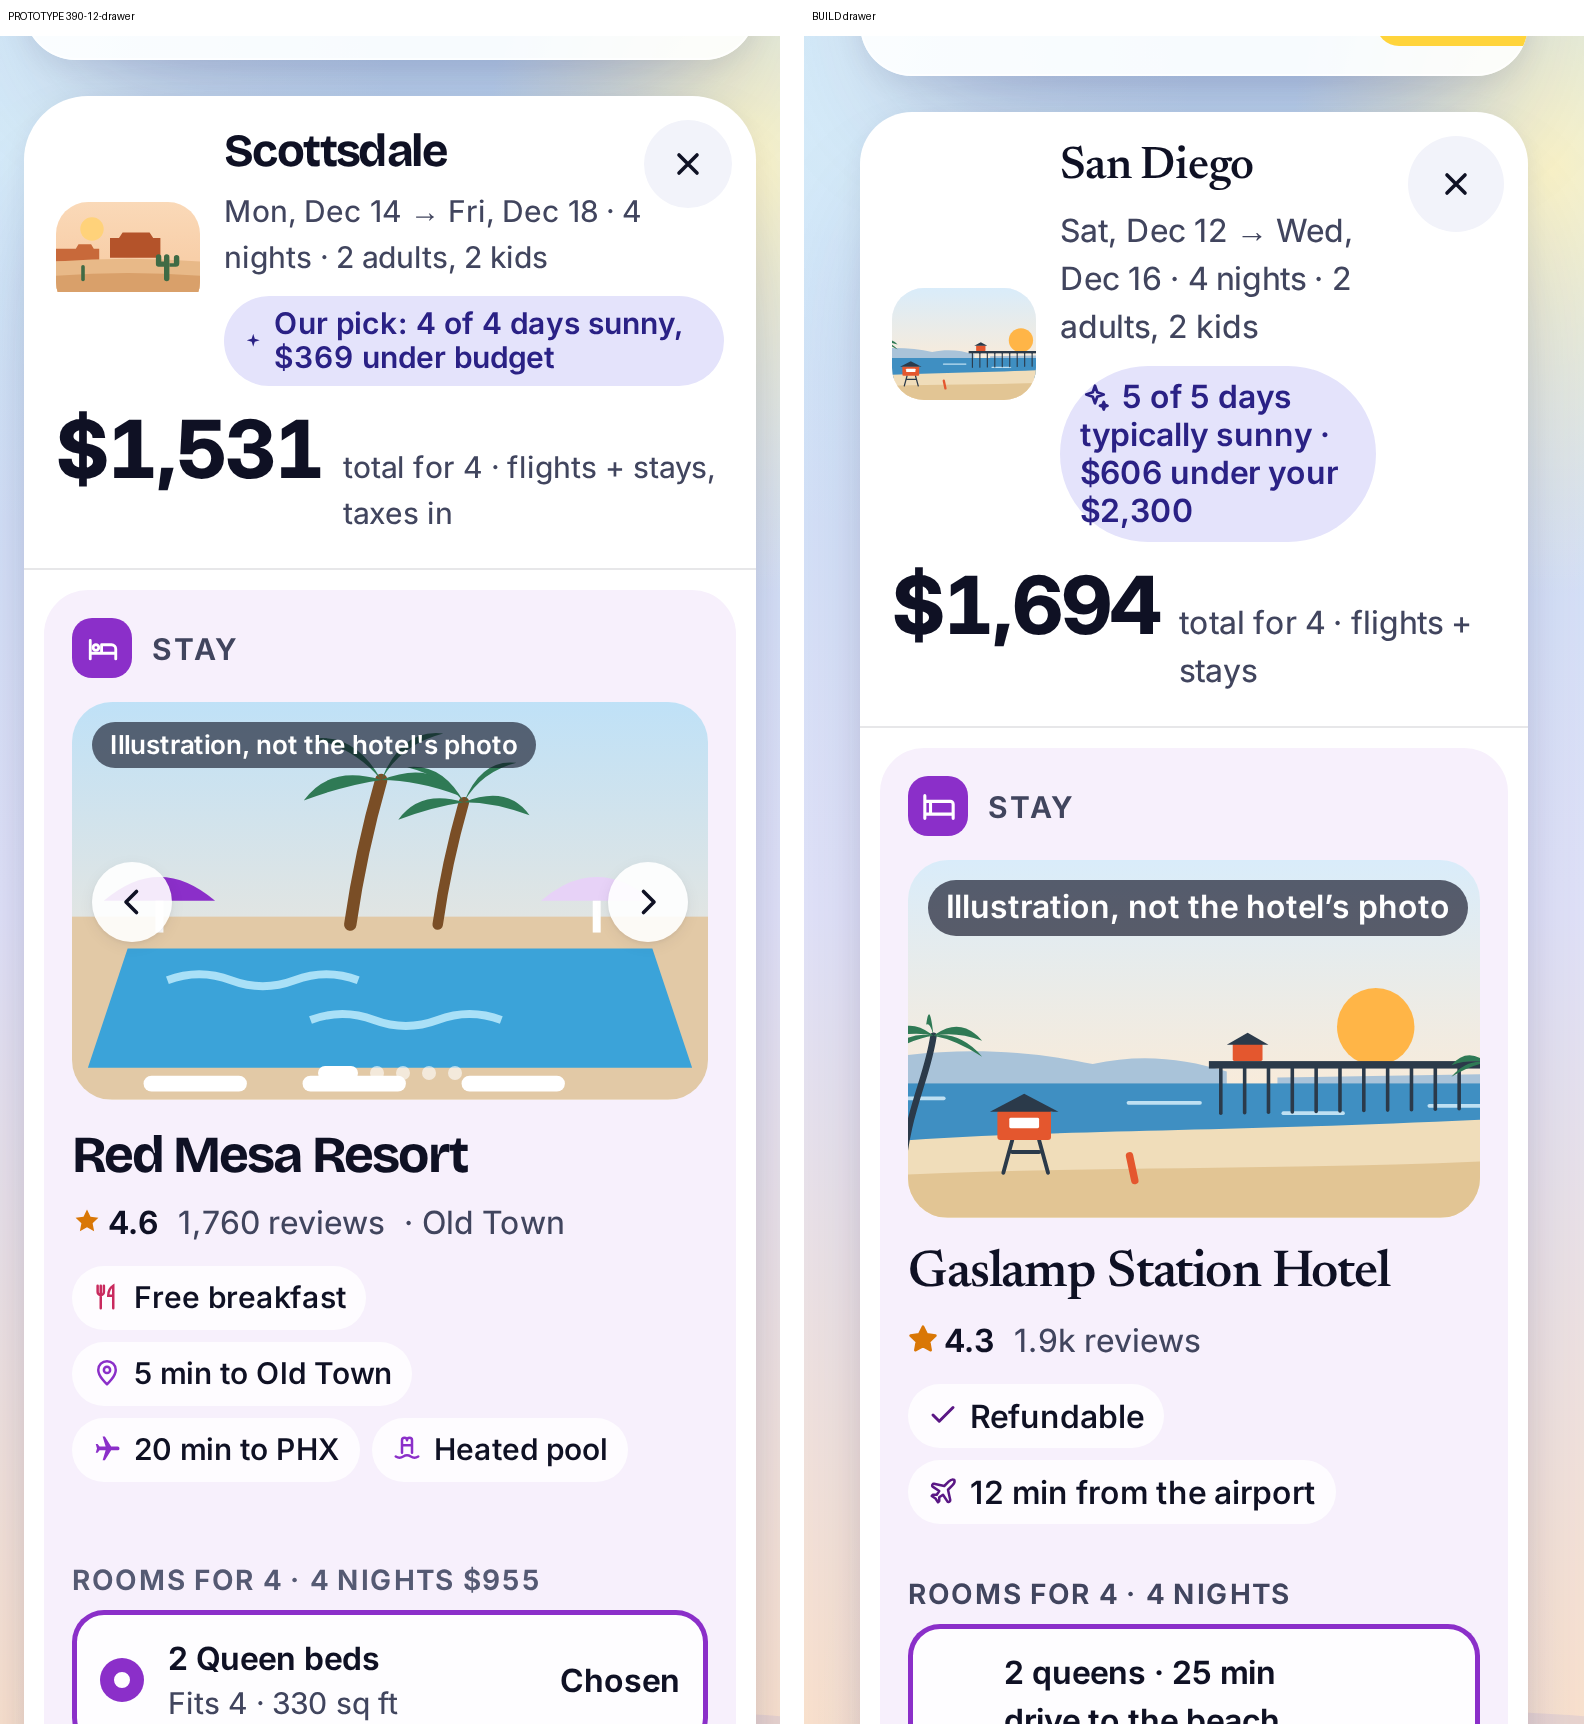 PROTOTYPE 390-12-drawer
Scottsdale
Mon, Dec 14 → Fri, Dec 18 · 4
nights · 2 adults, 2 kids
Our pick: 4 of 4 days sunny,
$369 under budget
$1,531
total for 4 · flights + stays,
taxes in
STAY
Illustration, not the hotel's photo
Red Mesa Resort
4.6 1,760 reviews · Old Town
Free breakfast
5 min to Old Town
20 min to PHX
Heated pool
ROOMS FOR 4 · 4 NIGHTS $955
2 Queen beds
Fits 4 · 330 sq ft
Chosen
BUILD drawer
San Diego
Sat, Dec 12 → Wed,
Dec 16 · 4 nights · 2
adults, 2 kids
5 of 5 days
typically sunny ·
$606 under your
$2,300
$1,694
total for 4 · flights +
stays
STAY
Illustration, not the hotel’s photo
Gaslamp Station Hotel
4.3 1.9k reviews
Refundable
12 min from the airport
ROOMS FOR 4 · 4 NIGHTS
2 queens · 25 min
drive to the beach